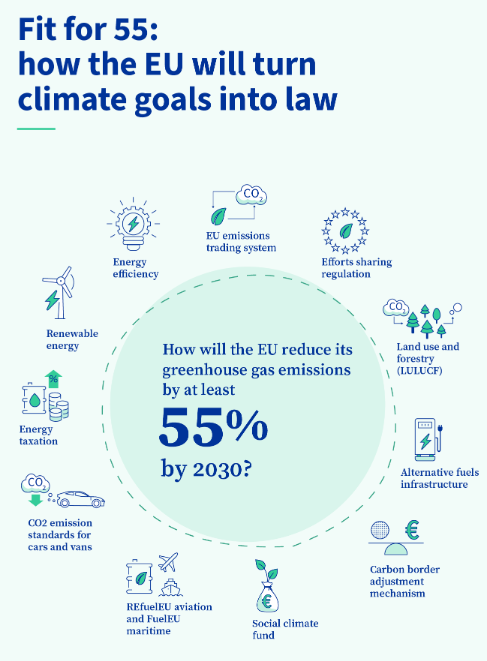 Fit for 55:
how the EU will turn
climate goals into law
CO2
EU emissions
trading system
Efforts sharing
regulation
CO2
Land use and
forestry
(LULUCF)
Alternative fuels
infrastructure
€
Carbon border
adjustment
mechanism
€
Social climate
fund
REfuelEU aviation
and FuelEU
maritime
CO2
CO2 emission
standards for
cars and vans
%
Energy
taxation
Renewable
energy
Energy
efficiency
How will the EU reduce its
greenhouse gas emissions
by at least
55%
by 2030?